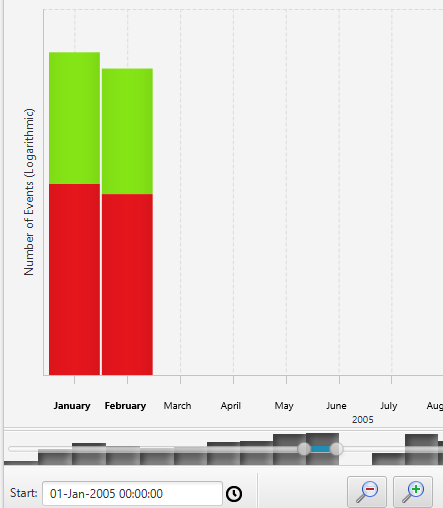 Number of Events (Logarithmic)
January February March April May June July Aug
2005
Start: 01-Jan-2005 00:00:00